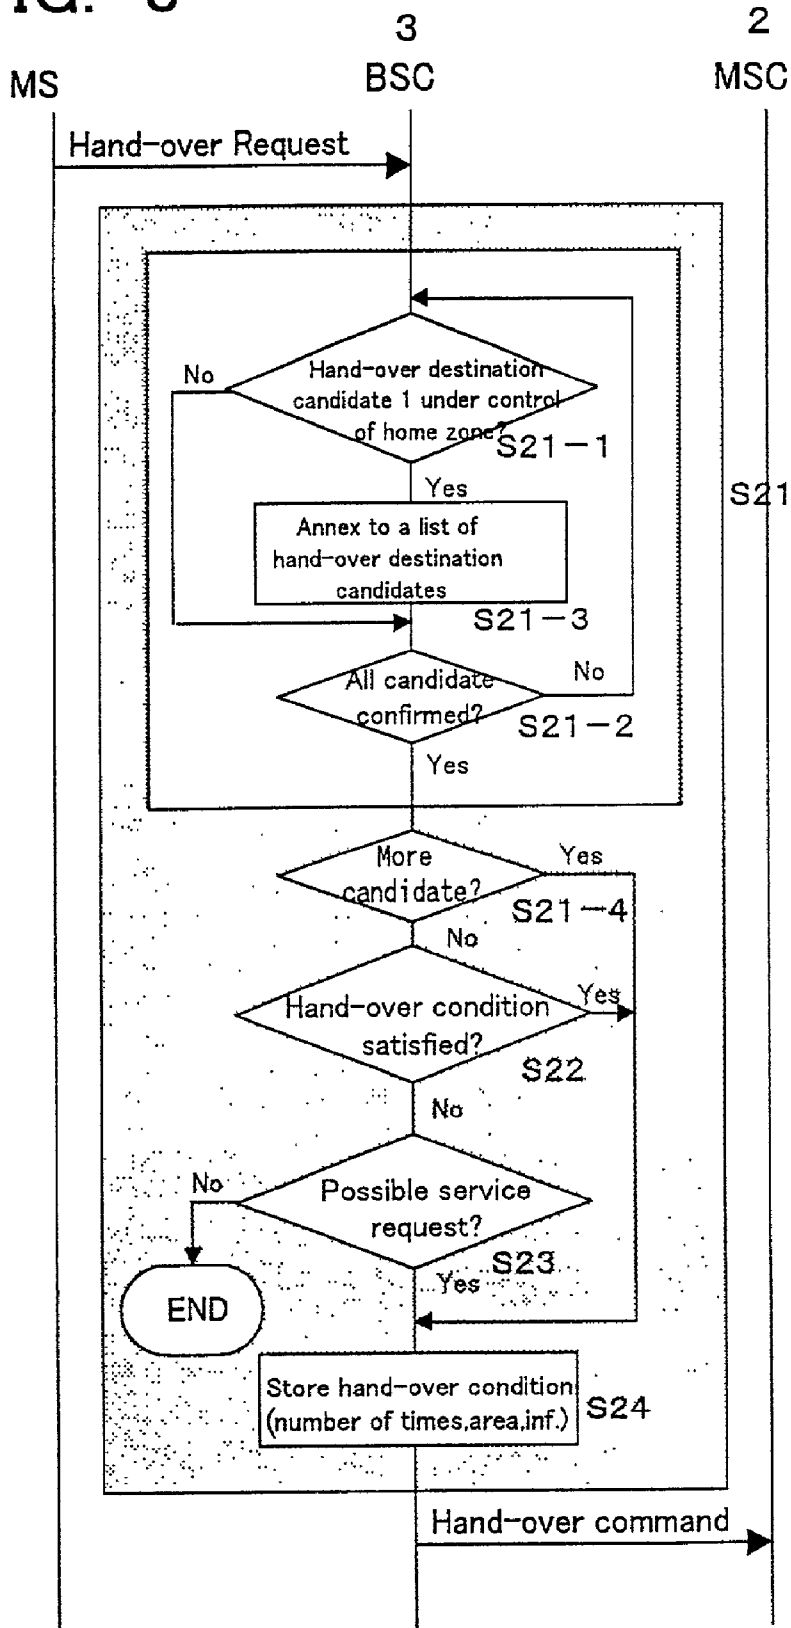 3
2
MS
BSC
MSC
Hand-over Request
No
Hand-over destination
candidate 1 under control
of home zone?
S21-1
Yes
S21
Annex to a list of
hand-over destination
candidates
S21-3
All candidate
confirmed?
No
S21-2
Yes
More
candidate?
Yes
S21-4
No
Hand-over condition
satisfied?
Yes
S22
No
Possible service
request?
No
S23
Yes
END
Store hand-over condition
(number of times,area,inf.)
S24
Hand-over command